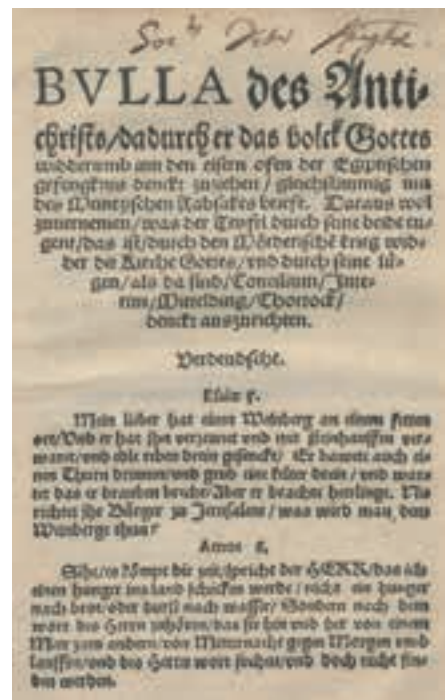 BVLLA des Anti-
christs/dadurch er das volck Gottes
widderumb inn den eisern ofen der Egiptischen
gefengknus denckt zuziehen/gleichstimmig mit
des Meintzischen Rabsakes brieff. Daraus wol
zuuernemen/was der Teuffel durch seine beide tu-
gent/das ist/durch den Mörderischē krieg wid-
der die Kirche Gottes/vnd durch seine lü-
gen/als da sind/Concilium/Inte-
rim/Mittelding/Chorrock/
denckt auszurichten.
Verdeudscht.
Esaie 5.
Mein lieber hat einen Weinberg an einem fetten
ort/Vnd er hat jhn verzeunet vnd mit steinhauffen ver-
waret/vnd edle reben drein gesenckt/ Er bawete auch ei-
nen Thurn drinnen/vnd grub eine kelter drein/ vnd warte-
tet das er drauben brechte/Aber er brachte heerlinge. Nu
richtet jhr Bürger zu Jerusalem/was wird man dem
Weinberge thun?
Amos 8.
Sihe/es kömpt die zeit/spricht der HERR/das ich
einen hunger ins land schicken werde/nicht ein hunger
nach brot/oder durst nach wasser/Sondern nach dem
wort des Herrn zuhören/das sie hin vnd her von einem
Meer zum andern/von Mitternacht gegen Morgen vmb
lauffen/vnd des Herrn wort suchen/vnd doch nicht fin-
den werden.